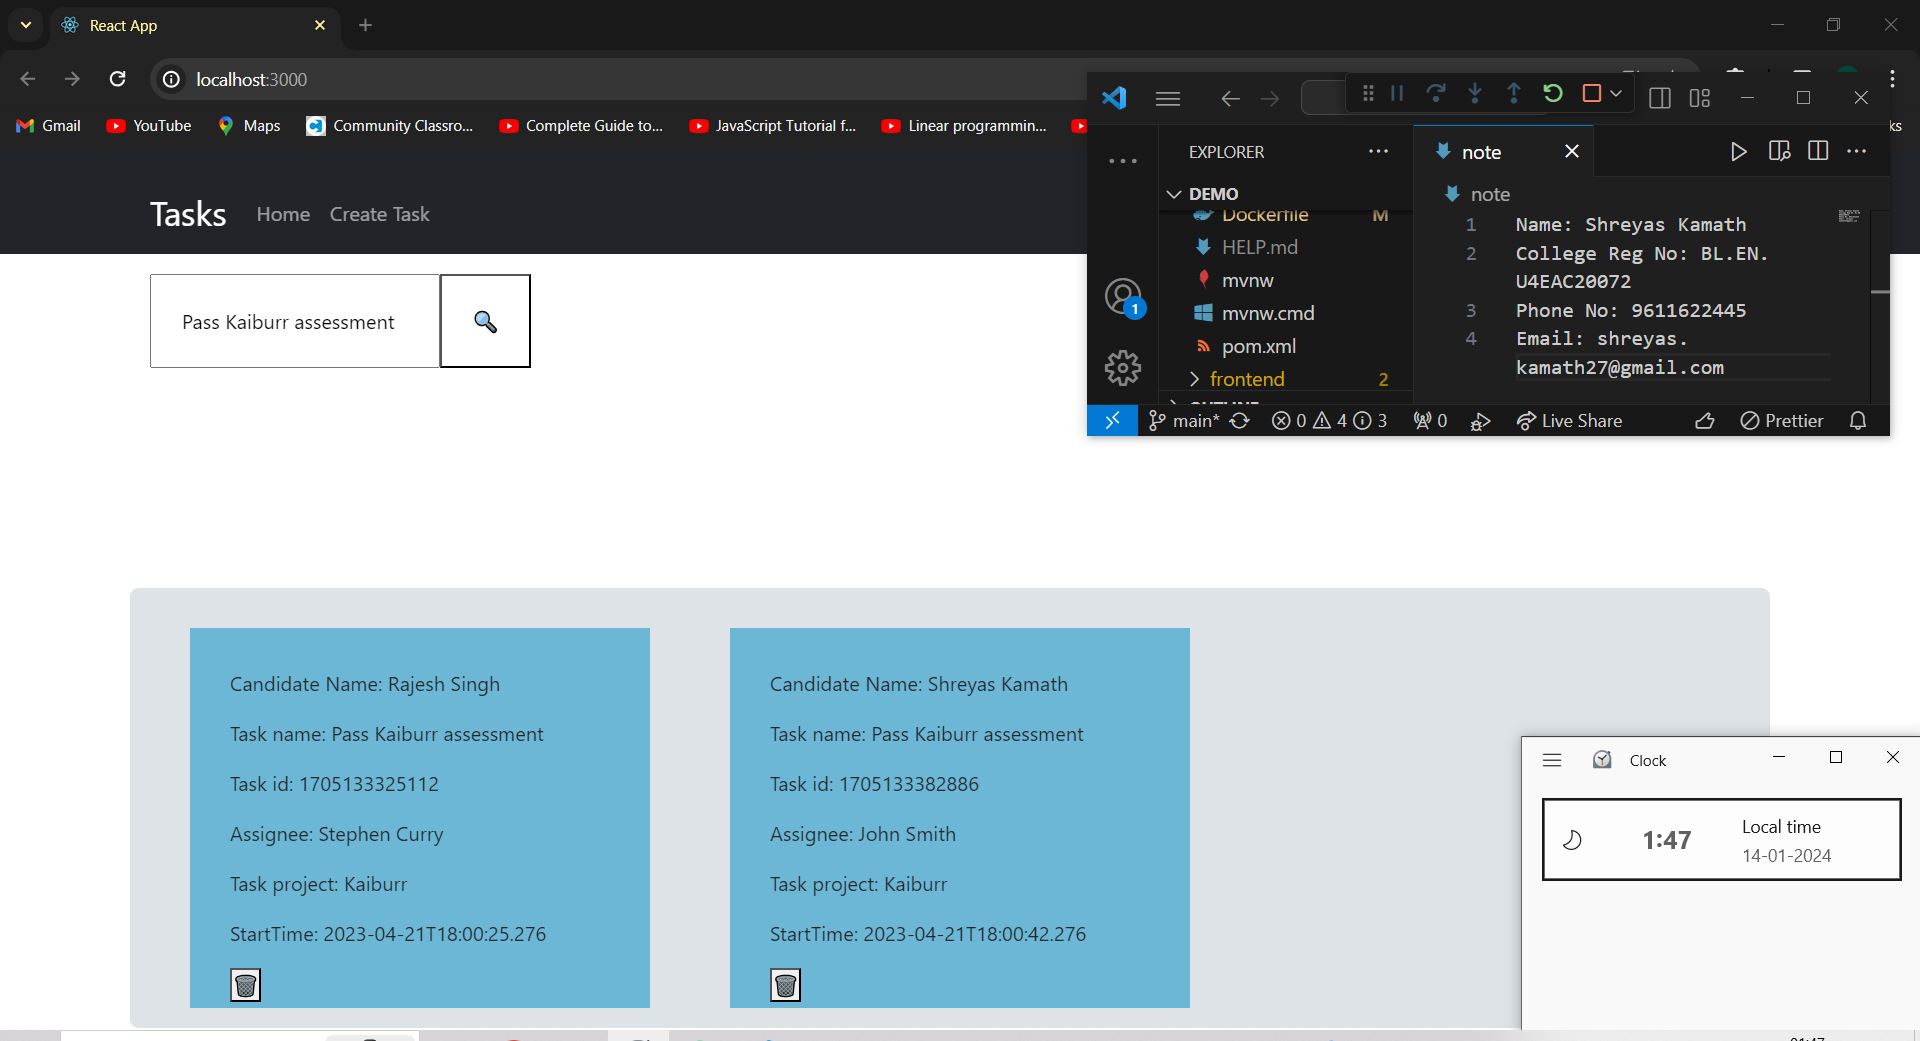 React App
localhost:3000
Gmail
YouTube
Maps
Community Classro...
Complete Guide to...
JavaScript Tutorial f...
Linear programmin...
ks
Tasks
Home
Create Task
Pass Kaiburr assessment
EXPLORER
DEMO
Dockerfile M
HELP.md
mvnw
mvnw.cmd
pom.xml
frontend 2
OUTLINE
note
note
1 Name: Shreyas Kamath
2 College Reg No: BL.EN.
U4EAC20072
3 Phone No: 9611622445
4 Email: shreyas.
kamath27@gmail.com
1
main* 0 4 3 0 Live Share Prettier
Candidate Name: Rajesh Singh
Task name: Pass Kaiburr assessment
Task id: 1705133325112
Assignee: Stephen Curry
Task project: Kaiburr
StartTime: 2023-04-21T18:00:25.276
Candidate Name: Shreyas Kamath
Task name: Pass Kaiburr assessment
Task id: 1705133382886
Assignee: John Smith
Task project: Kaiburr
StartTime: 2023-04-21T18:00:42.276
Clock
1:47
Local time
14-01-2024